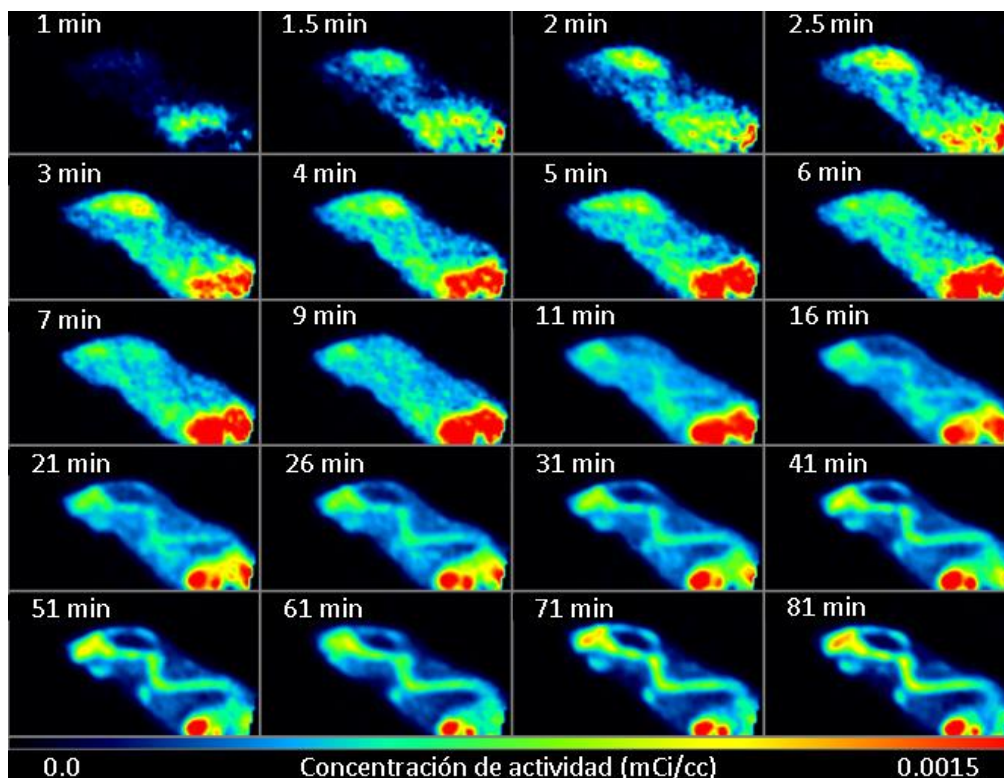 1 min 1.5 min 2 min 2.5 min
3 min 4 min 5 min 6 min
7 min 9 min 11 min 16 min
21 min 26 min 31 min 41 min
51 min 61 min 71 min 81 min
0.0 Concentración de actividad (mCi/cc) 0.0015